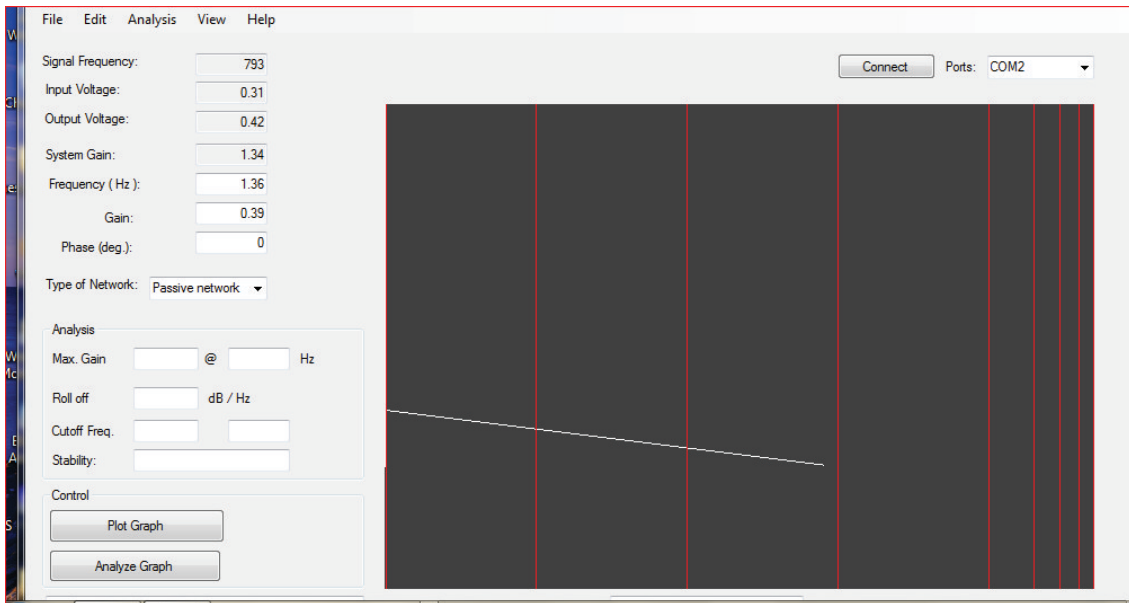 File Edit Analysis View Help
Signal Frequency: 793
Connect Ports: COM2
Input Voltage: 0.31
Output Voltage: 0.42
System Gain: 1.34
Frequency ( Hz ): 1.36
Gain: 0.39
Phase (deg.): 0
Type of Network: Passive network
Analysis
Max. Gain @ Hz
Roll off dB / Hz
Cutoff Freq.
Stability:
Control
Plot Graph
Analyze Graph